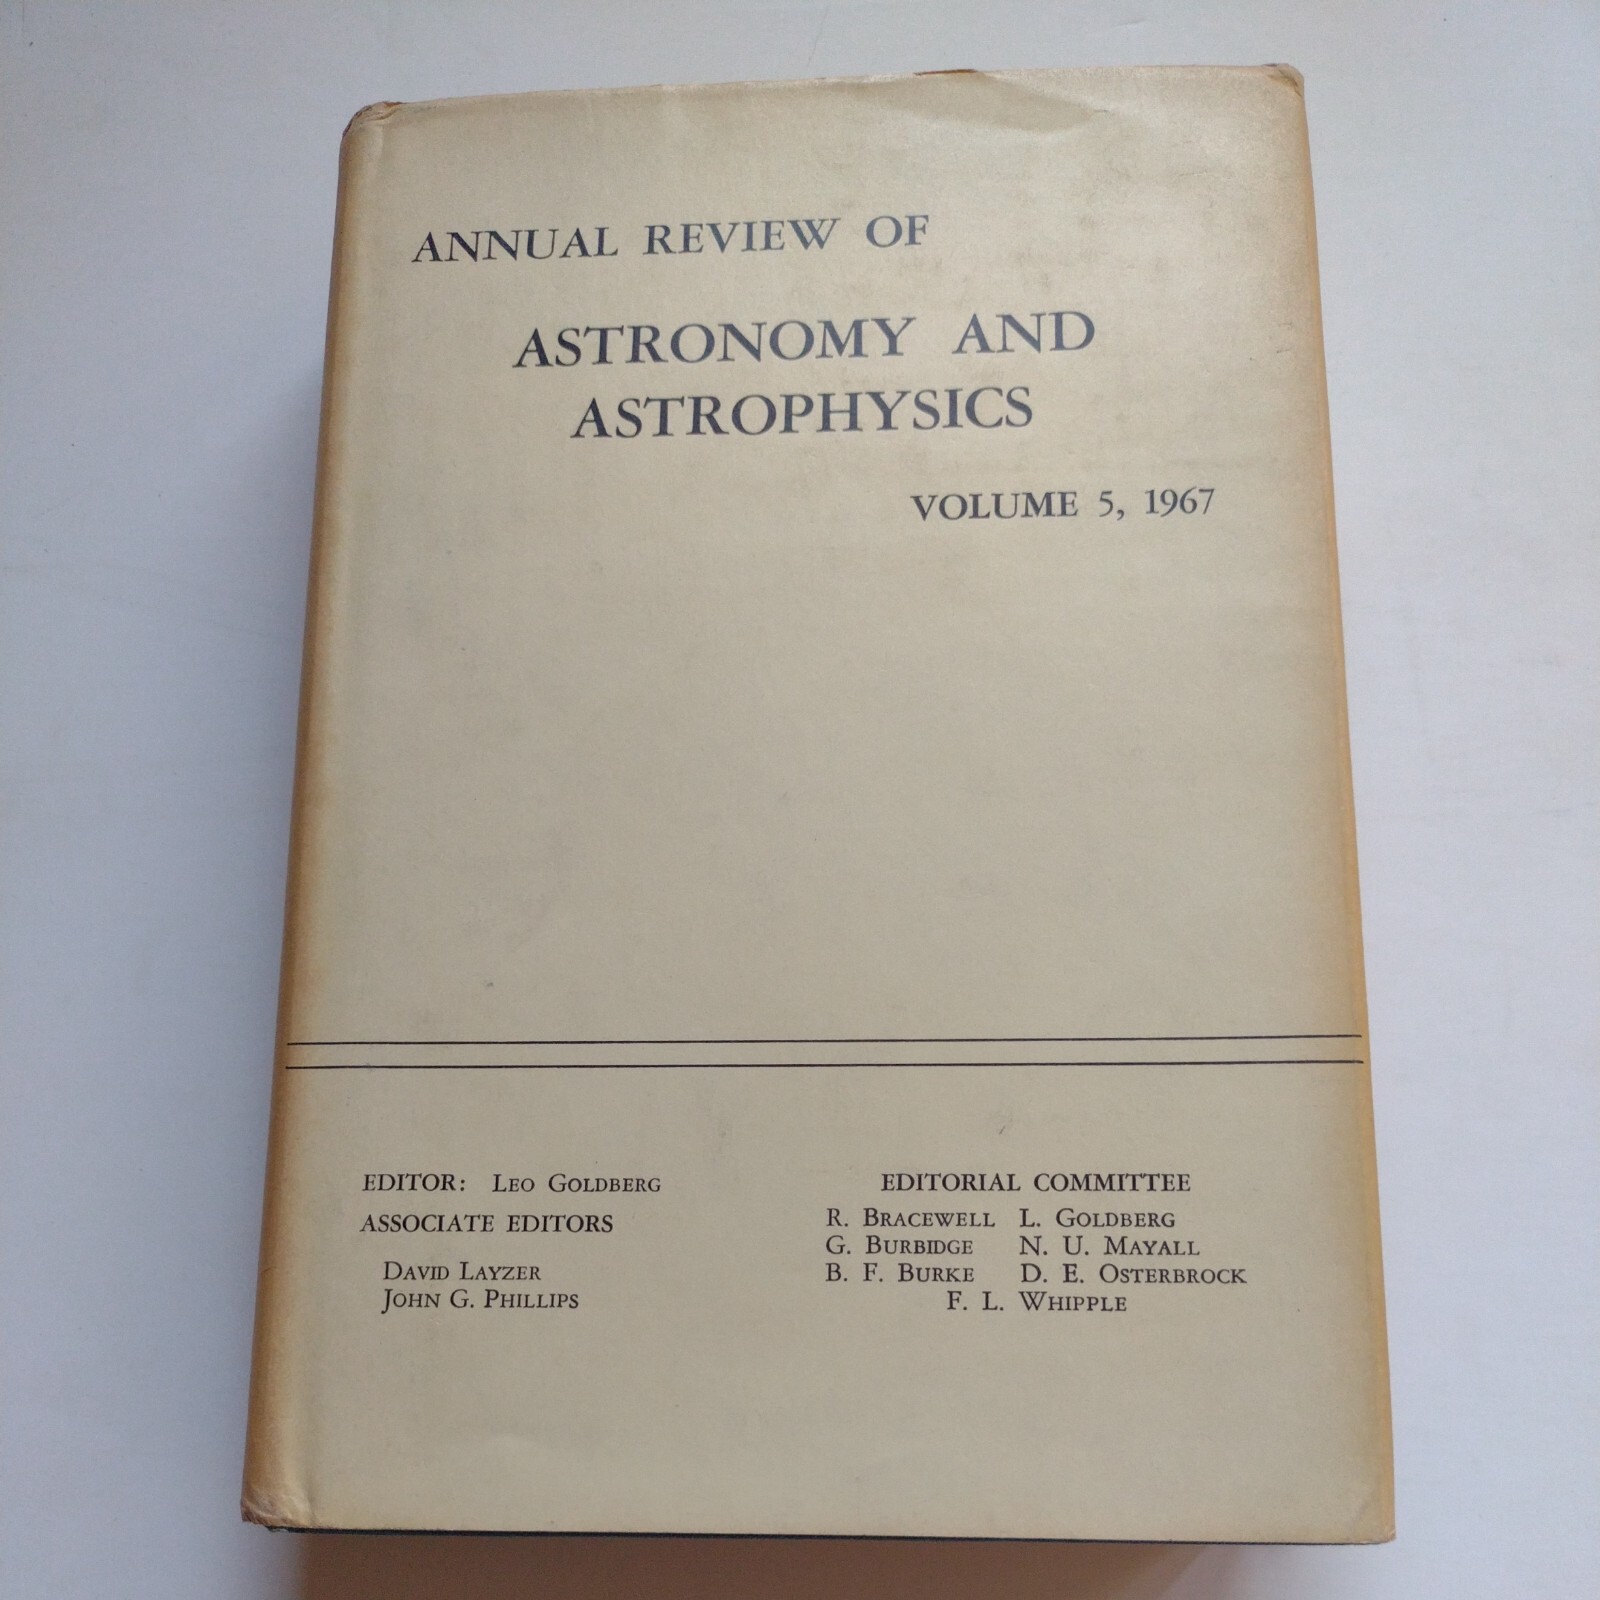 ANNUAL REVIEW OF
ASTRONOMY AND
ASTROPHYSICS
VOLUME 5, 1967
EDITOR: LEO GOLDBERG
ASSOCIATE EDITORS
DAVID LAYZER
JOHN G. PHILLIPS
EDITORIAL COMMITTEE
R. BRACEWELL L. GOLDBERG
G. BURBIDGE N. U. MAYALL
B. F. BURKE D. E. OSTERBROCK
F. L. WHIPPLE